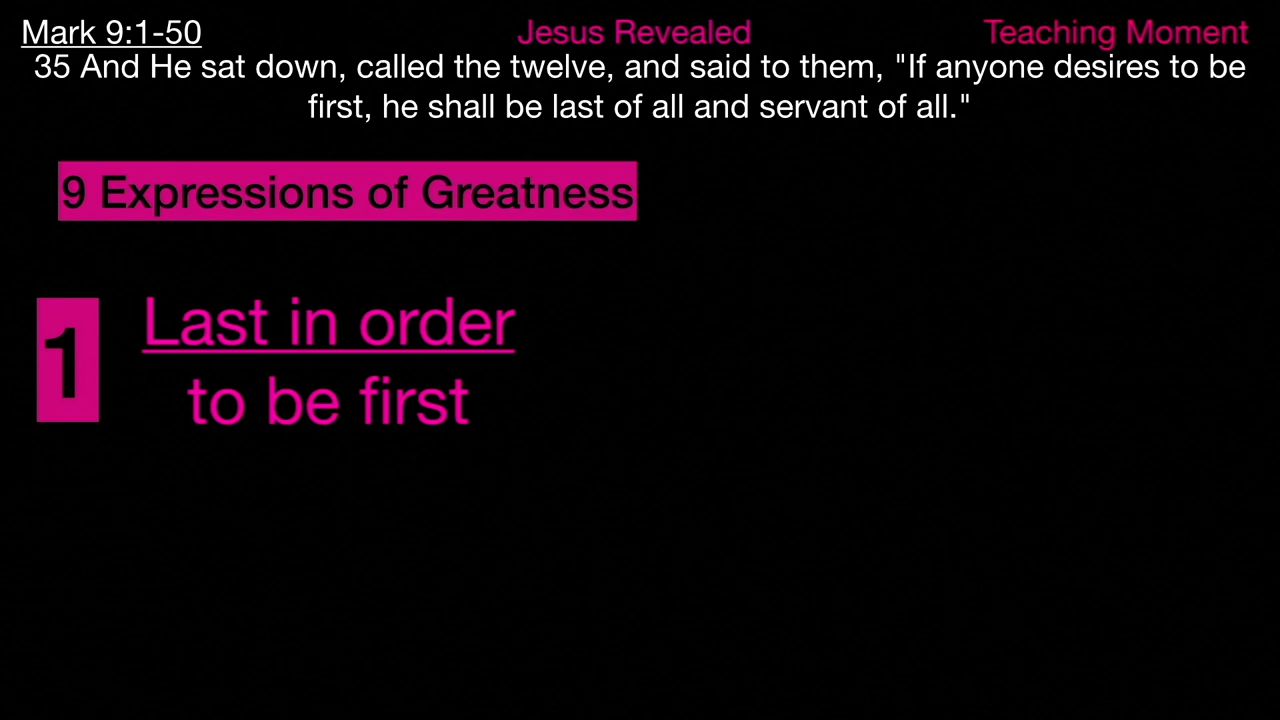 Mark 9:1-50 Jesus Revealed Teaching Moment
35 And He sat down, called the twelve, and said to them, "If anyone desires to be
first, he shall be last of all and servant of all."
9 Expressions of Greatness
1
Last in order
to be first